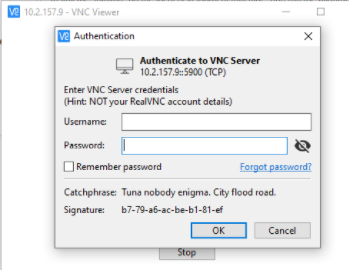 10.2.157.9 - VNC Viewer
Authentication
Authenticate to VNC Server
10.2.157.9::5900 (TCP)
Enter VNC Server credentials
(Hint: NOT your RealVNC account details)
Username:
Password:
Remember password
Forgot password?
Catchphrase: Tuna nobody enigma. City flood road.
Signature: b7-79-a6-ac-be-b1-81-ef
OK
Cancel
Stop